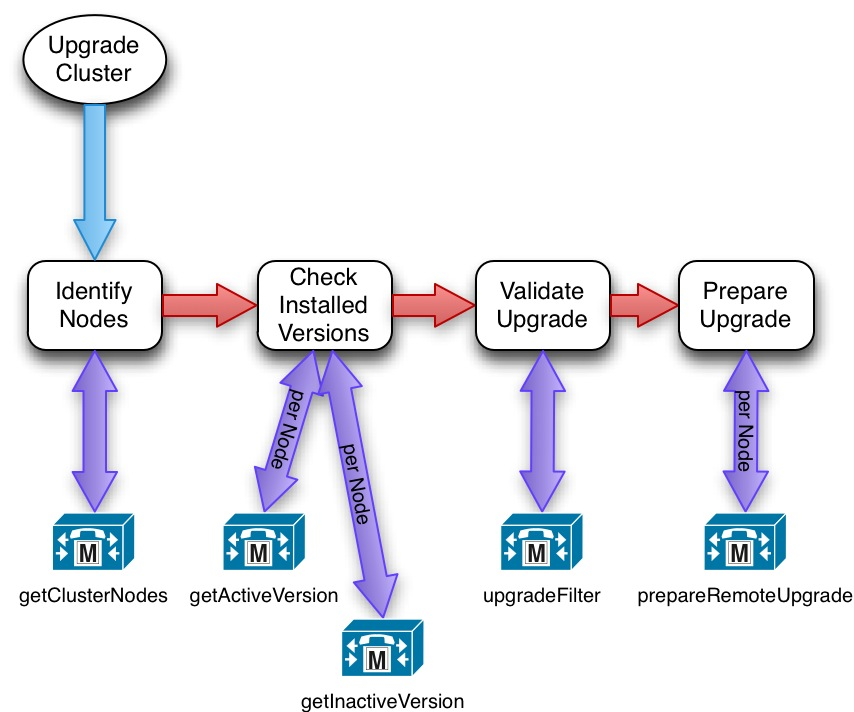 Upgrade
Cluster
Identify
Nodes
Check
Installed
Versions
Validate
Upgrade
Prepare
Upgrade
per Node
per Node
per Node
M
M
M
M
getClusterNodes
getActiveVersion
upgradeFilter
prepareRemoteUpgrade
M
getInactiveVersion